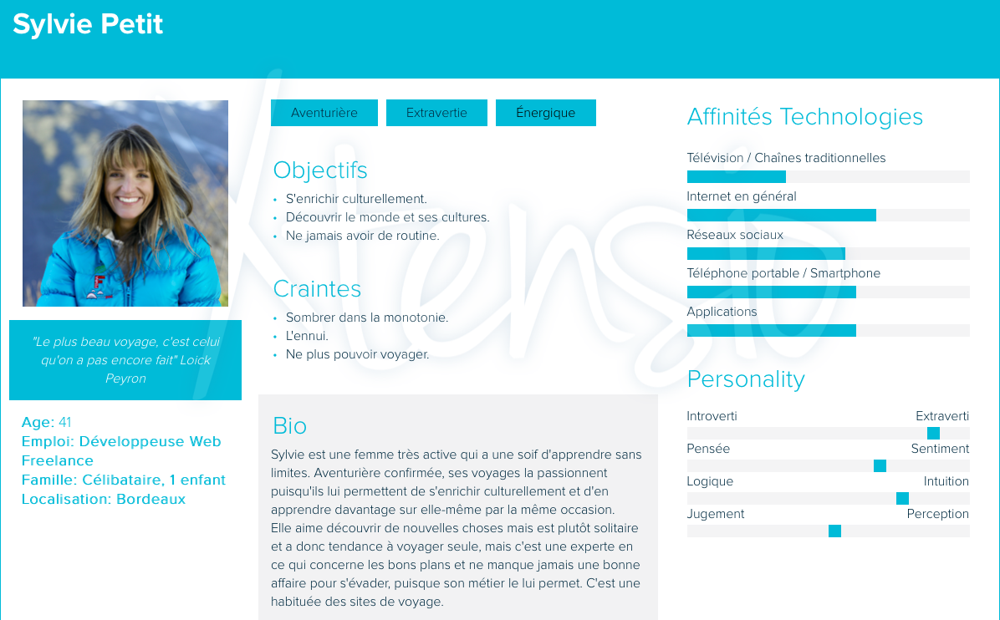 Sylvie Petit
Aventurière
Extravertie
Énergique
Objectifs
• S'enrichir culturellement.
• Découvrir le monde et ses cultures.
• Ne jamais avoir de routine.
Craintes
• Sombrer dans la monotonie.
• L'ennui.
• Ne plus pouvoir voyager.
"Le plus beau voyage, c'est celui
qu'on a pas encore fait" Loick
Peyron
Age: 41
Emploi: Développeuse Web
Freelance
Famille: Célibataire, 1 enfant
Localisation: Bordeaux
Bio
Sylvie est une femme très active qui a une soif d'apprendre sans
limites. Aventurière confirmée, ses voyages la passionnent
puisqu'ils lui permettent de s'enrichir culturellement et d'en
apprendre davantage sur elle-même par la même occasion.
Elle aime découvrir de nouvelles choses mais est plutôt solitaire
et a donc tendance à voyager seule, mais c'est une experte en
ce qui concerne les bons plans et ne manque jamais une bonne
affaire pour s'évader, puisque son métier le lui permet. C'est une
habituée des sites de voyage.
Affinités Technologies
Télévision / Chaînes traditionnelles
Internet en général
Réseaux sociaux
Téléphone portable / Smartphone
Applications
Personality
Introverti Extraverti
Pensée Sentiment
Logique Intuition
Jugement Perception
Xtensio